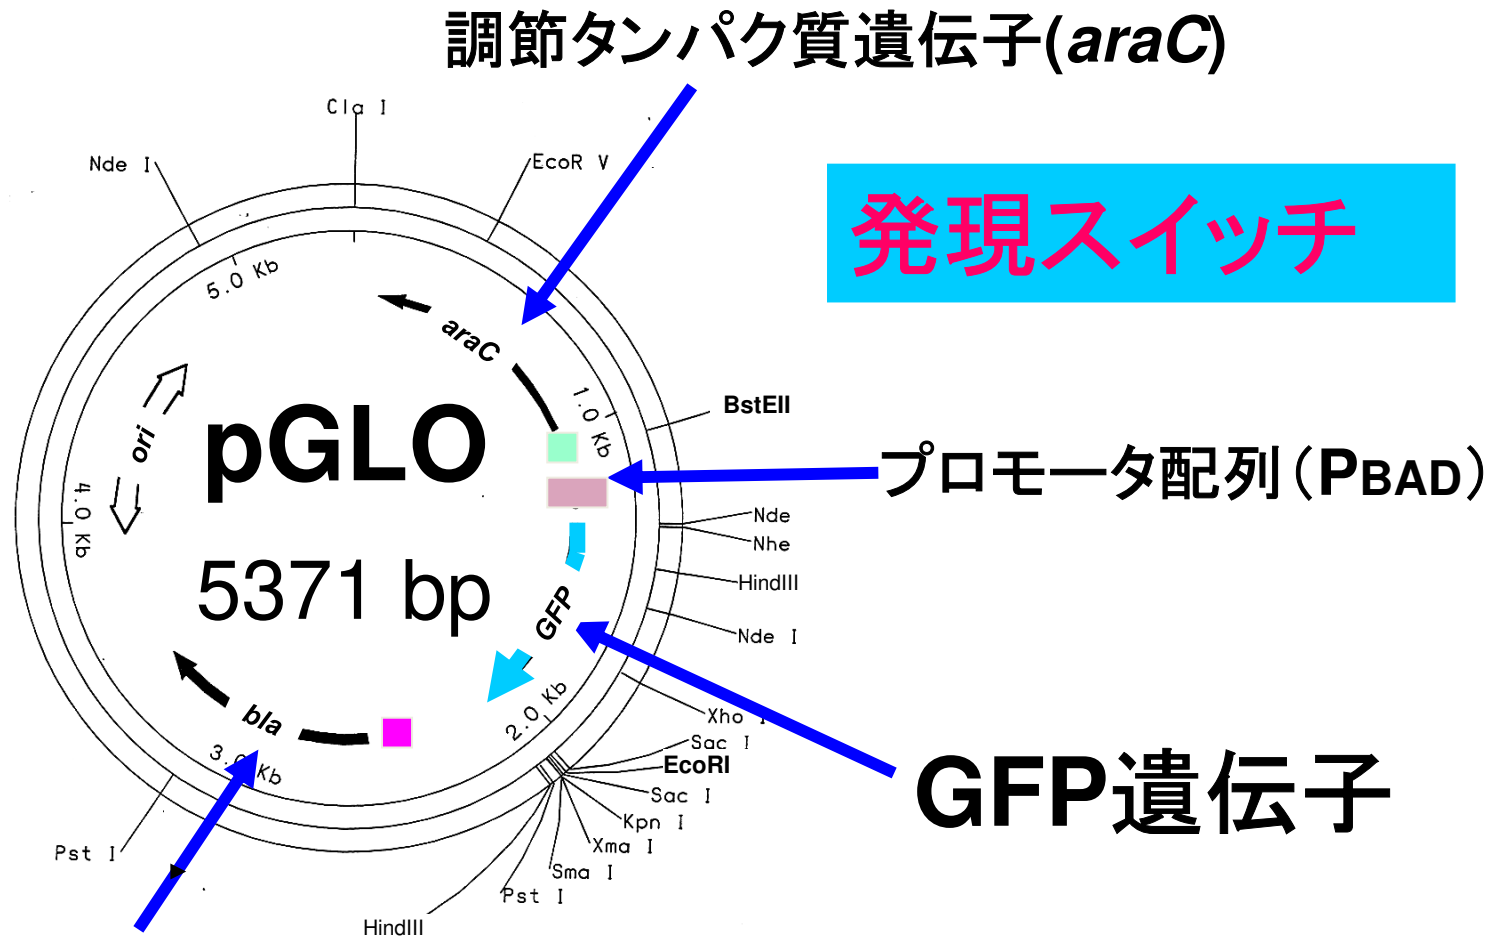 調節タンパク質遺伝子(araC)
Cla I
Nde I
EcoR V
発現スイッチ
5.0 Kb
araC
1.0 Kb
BstEII
ori
pGLO
プロモータ配列（PBAD）
4.0 Kb
Nde
Nhe
5371 bp
HindIII
GFP
Nde I
2.0 Kb
Xho I
bla
Sac I
3.0 Kb
EcoRI
GFP遺伝子
Sac I
Kpn I
Xma I
Pst I
Sma I
Pst I
HindIII